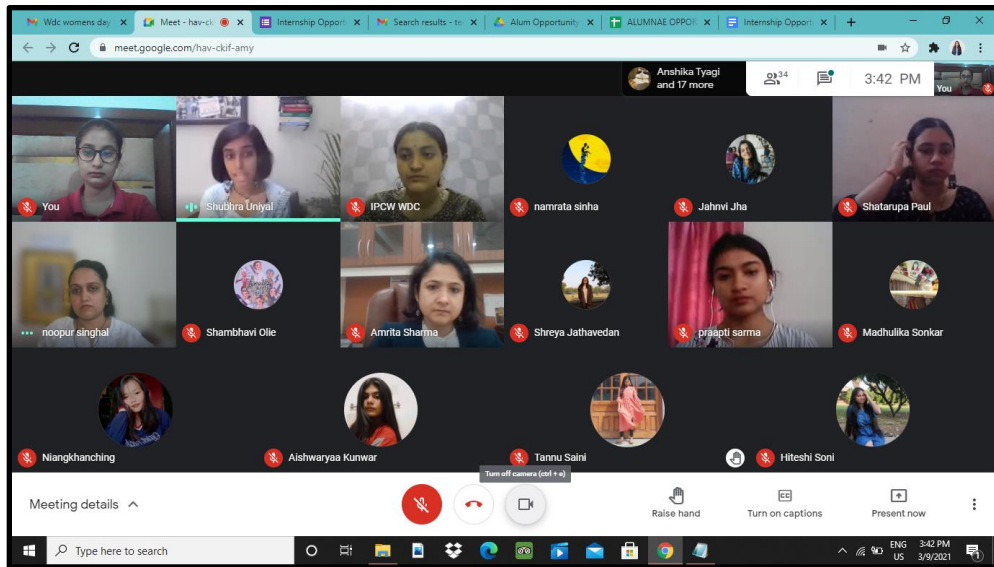 Wdc womens day
Meet - hav-ck
Internship Opport
Search results - te
Alum Opportunity
ALUMNAE OPPOR
Internship Opport
meet.google.com/hav-ckif-amy
Anshika Tyagi
and 17 more
34
3:42 PM
You
You
Shubhra Uniyal
IPCW WDC
namrata sinha
Jahnvi Jha
Shatarupa Paul
noopur singhal
Shambhavi Olie
Amrita Sharma
Shreya Jathavedan
praapti sarma
Madhulika Sonkar
Niangkhanching
Aishwaryaa Kunwar
Tannu Saini
Hiteshi Soni
Turn off camera (ctrl + e)
Meeting details
Raise hand
CC
Turn on captions
Present now
Type here to search
ENG
US
3:42 PM
3/9/2021
1